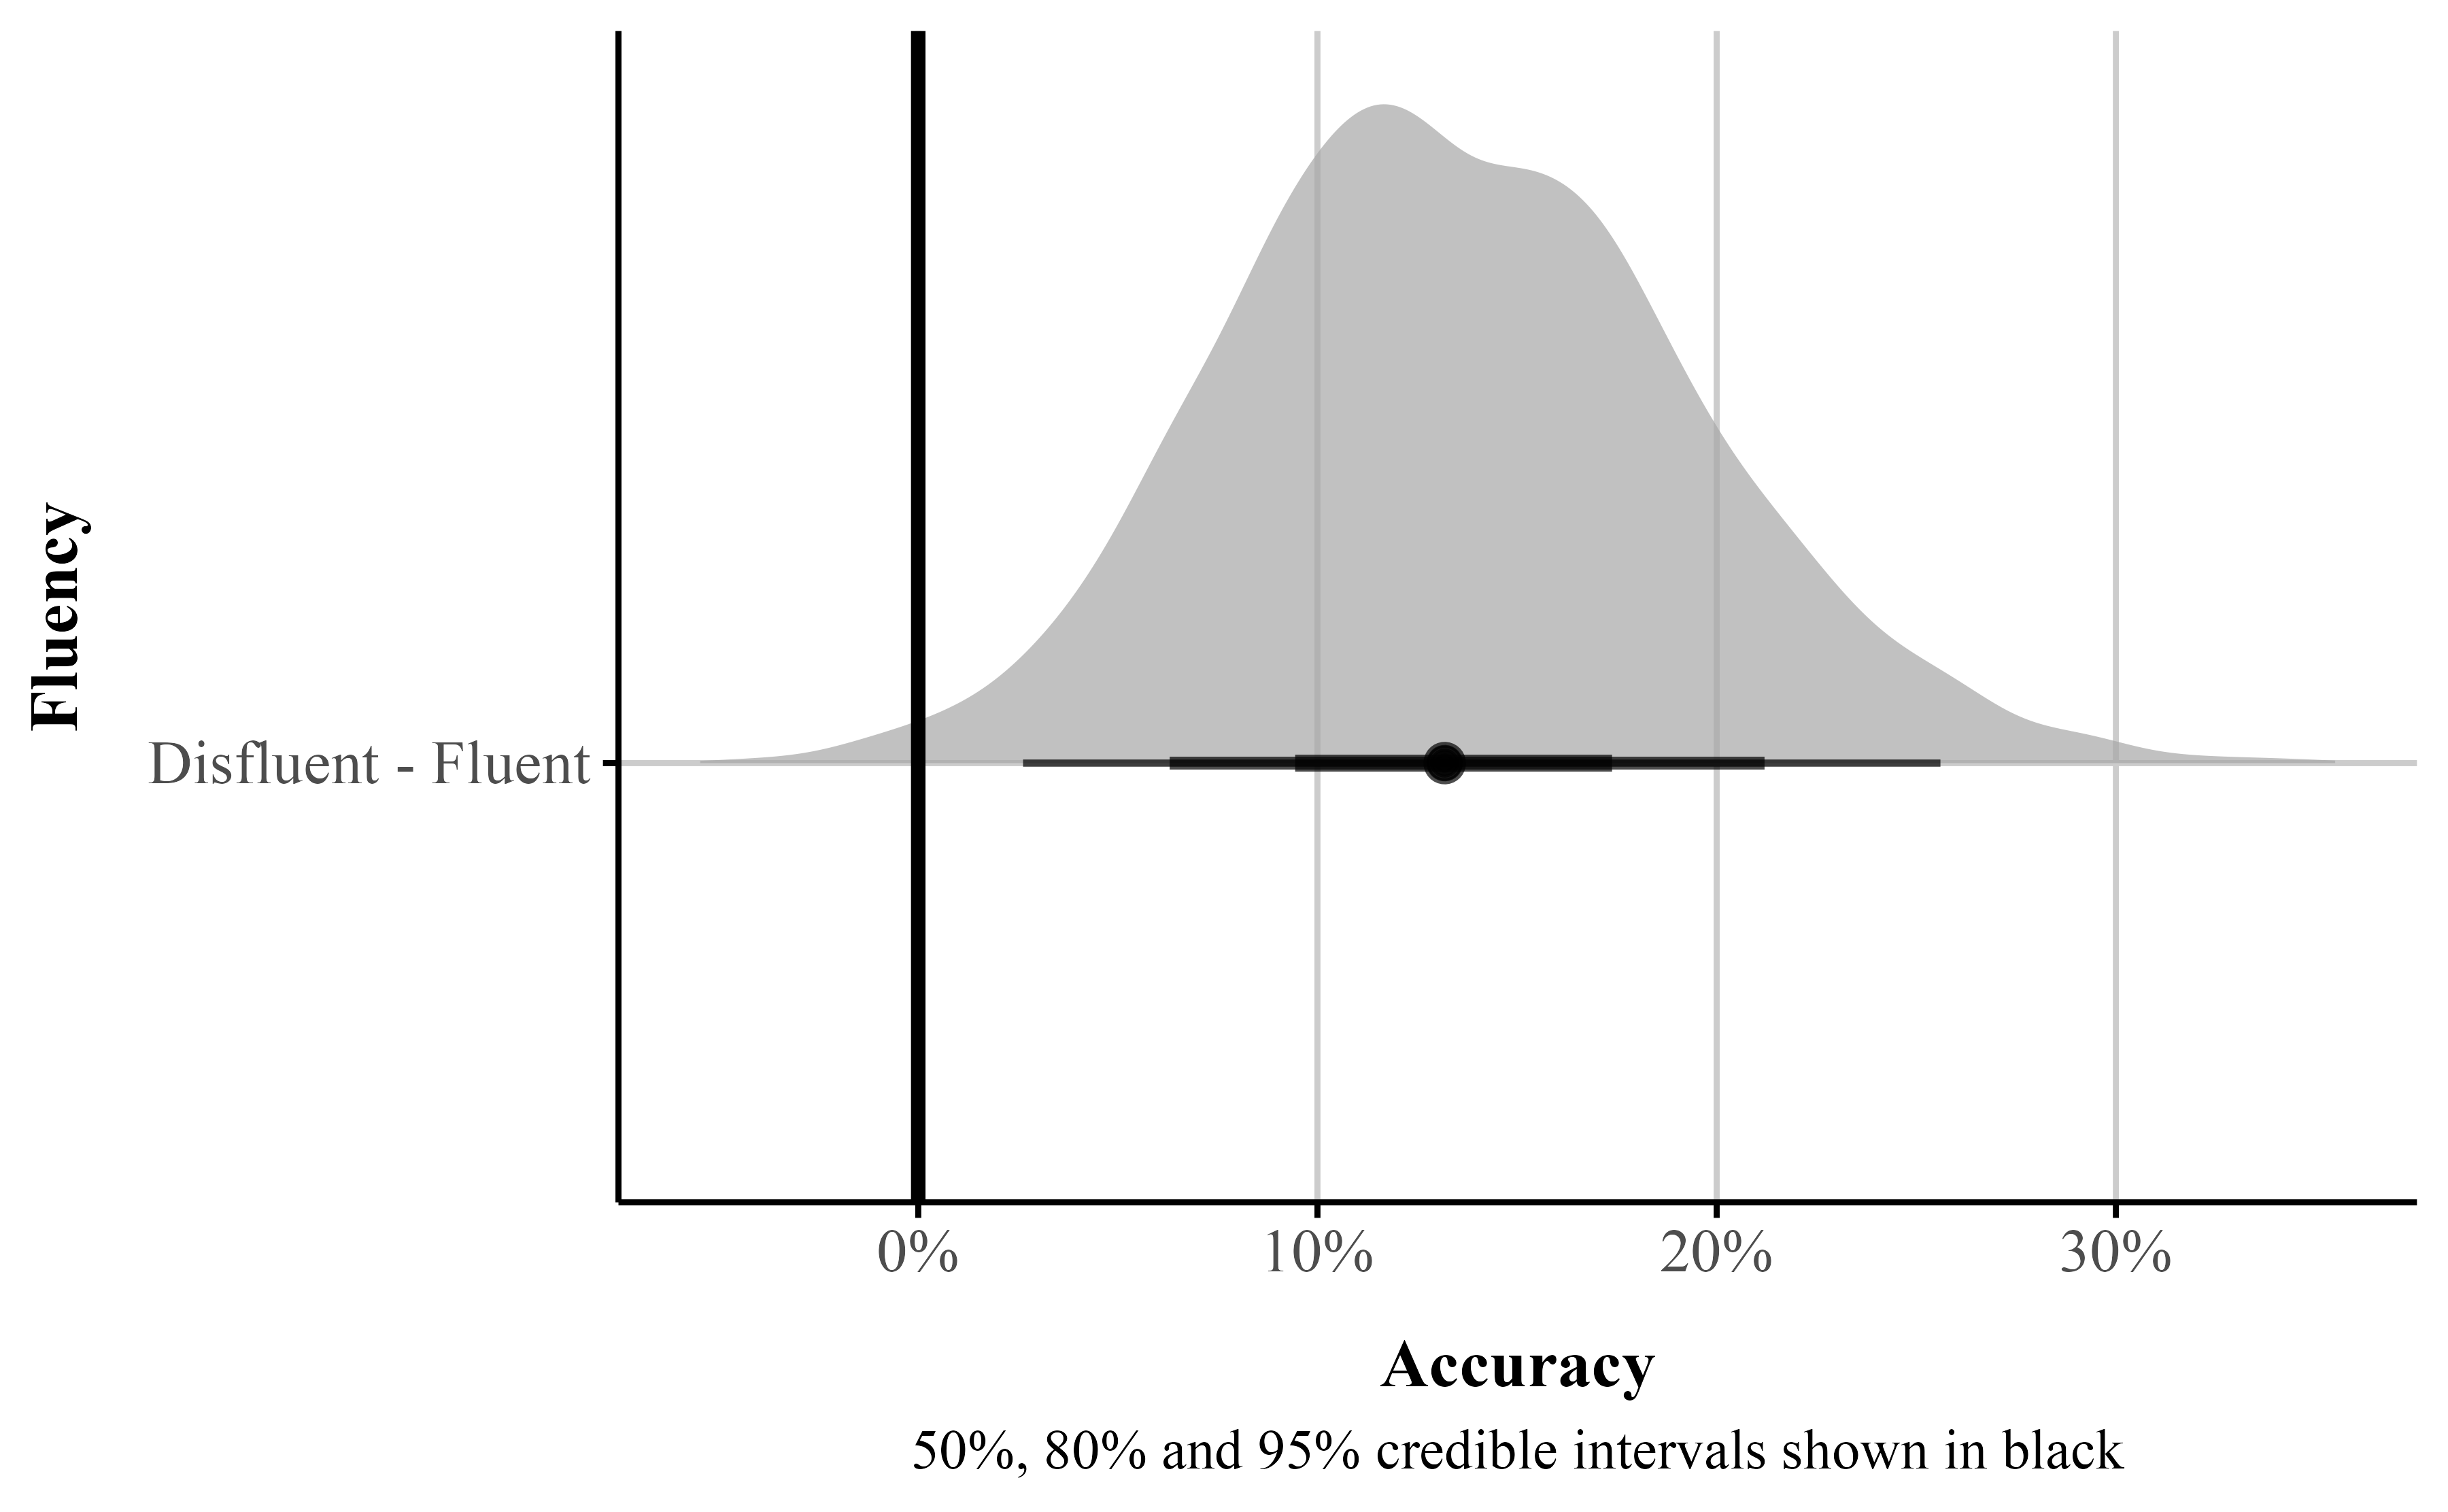 Fluency
Disfluent - Fluent
0%
10%
20%
30%
Accuracy
50%, 80% and 95% credible intervals shown in black